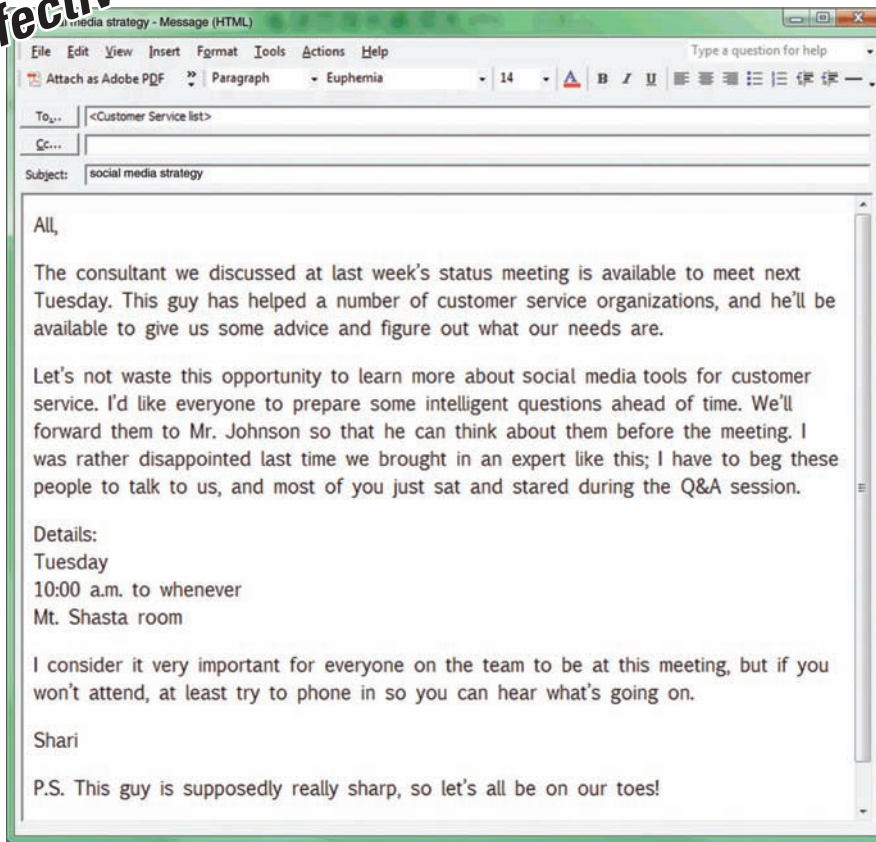 media strategy - Message (HTML)
File Edit View Insert Format Tools Actions Help
Type a question for help
Attach as Adobe PDF » Paragraph Euphemia 14 A B I U
To... <Customer Service list>
Cc...
Subject: social media strategy
All,
The consultant we discussed at last week's status meeting is available to meet next
Tuesday. This guy has helped a number of customer service organizations, and he'll be
available to give us some advice and figure out what our needs are.
Let's not waste this opportunity to learn more about social media tools for customer
service. I'd like everyone to prepare some intelligent questions ahead of time. We'll
forward them to Mr. Johnson so that he can think about them before the meeting. I
was rather disappointed last time we brought in an expert like this; I have to beg these
people to talk to us, and most of you just sat and stared during the Q&A session.
Details:
Tuesday
10:00 a.m. to whenever
Mt. Shasta room
I consider it very important for everyone on the team to be at this meeting, but if you
won't attend, at least try to phone in so you can hear what's going on.
Shari
P.S. This guy is supposedly really sharp, so let's all be on our toes!